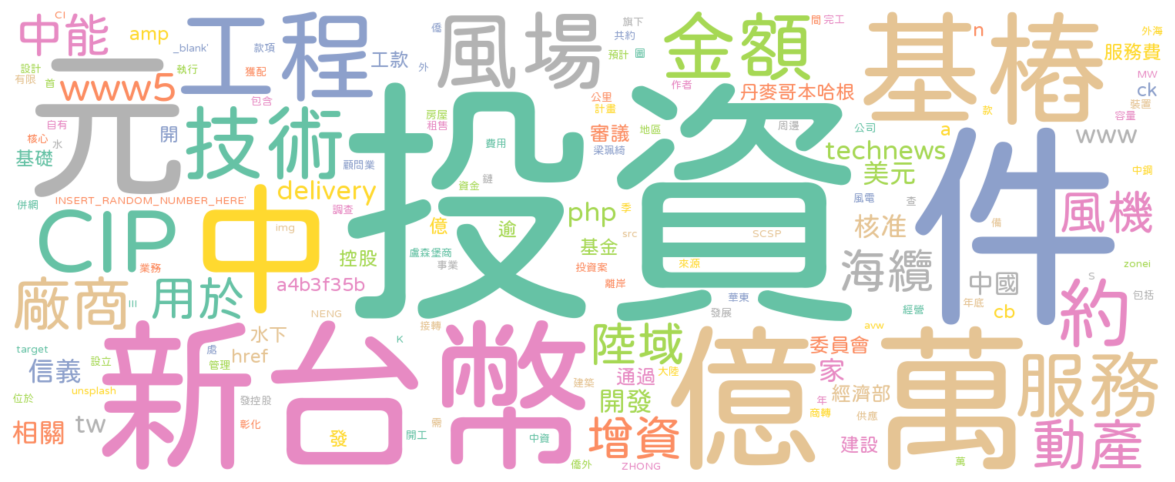 中能
CI
amp
_blank'
工程
款項
工款
億
外
風場
旗下
共約
預計
圖
金額
間
完工
基樁
n
外海
服務費
設計
有限
首
www5
執行
獲配
包含
元
技術
開
投資
件
作者
丹麥哥本哈根
MW
裝置
ck
容量
款
a
www
公里
計畫
房屋
租售
審議
地區
周邊
公司
technews
美元
自有
核心
水
基礎
費用
梁珮綺
中鋼
顧問業
資金
鏈
delivery
調查
INSERT_RANDOM_NUMBER_HERE'
併網
CIP
中
img
億
逾
php
季
基金
src
SCSP
來源
風電
查
核准
備
風機
控股
盧森堡商
事業
投資案
離岸
海纜
中國
zonei
s
業務
a4b3f35b
廠商
III
用於
華東
發展
經營
年底
cb
約
包括
NENG
接轉
avw
target
設立
處
管理
水下
href
K
新台幣
陸域
委員會
億
萬
服務
信義
通過
大陸
家
unsplash
位於
發控股
建築
開發
年
經濟部
商轉
供應
tw
相關
彰化
發
開工
需
中資
增資
億外
ZHONG
建設
萬
動產